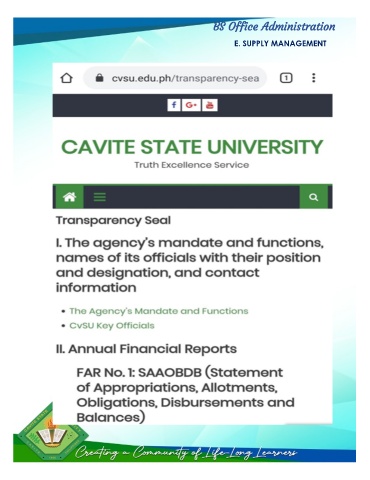 BS Office Administration
E. SUPPLY MANAGEMENT
cvsu.edu.ph/transparency-sea
1
f G+
CAVITE STATE UNIVERSITY
Truth Excellence Service
Transparency Seal
I. The agency's mandate and functions,
names of its officials with their position
and designation, and contact
information
• The Agency's Mandate and Functions
• CvSU Key Officials
II. Annual Financial Reports
FAR No. 1: SAAOBDB (Statement
of Appropriations, Allotments,
Obligations, Disbursements and
Balances)
Creating a Community of Life-Long Learners